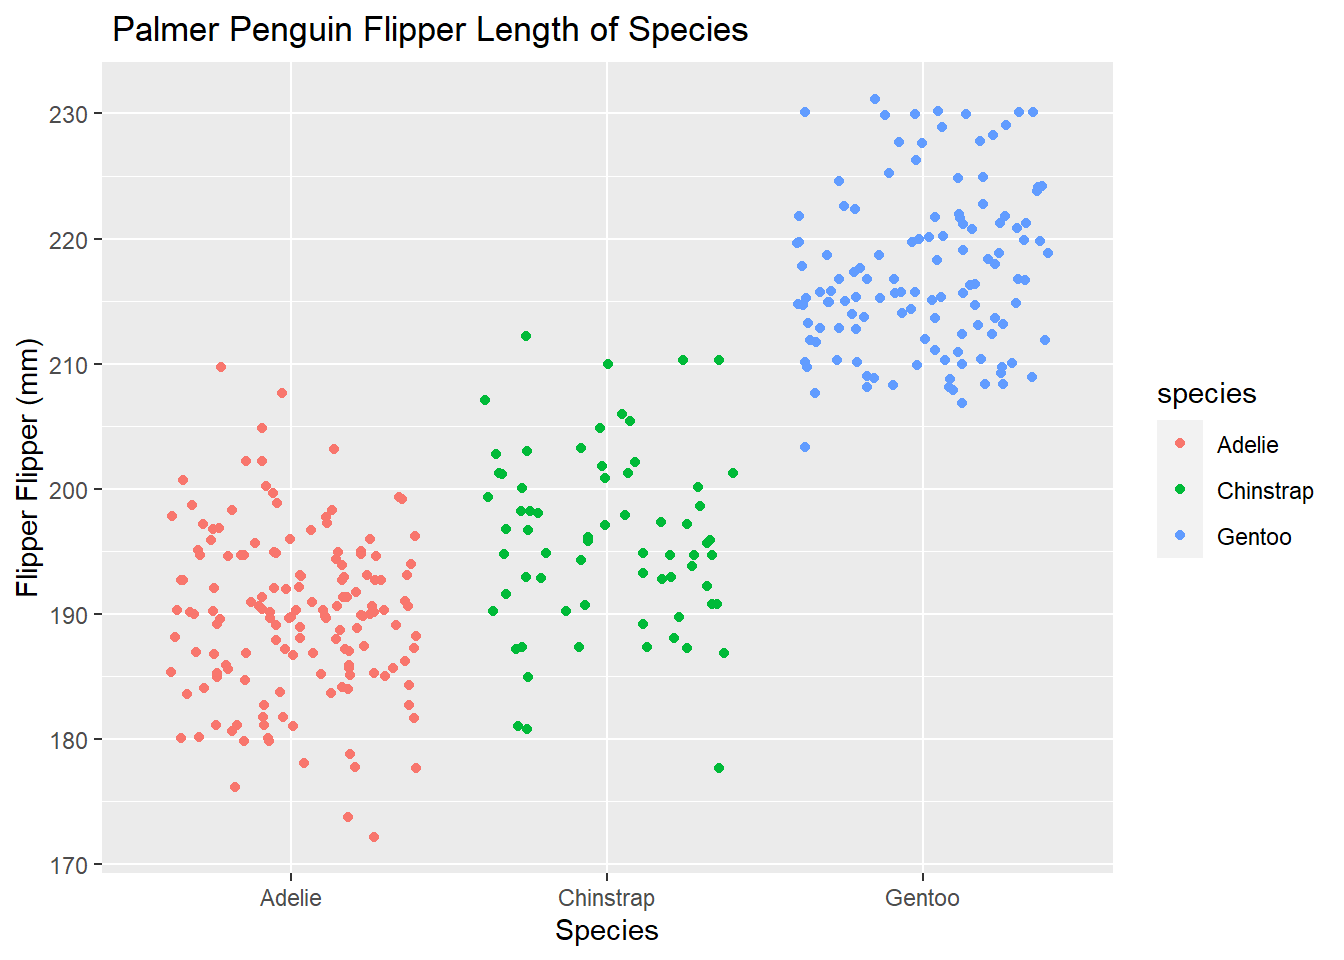 Palmer Penguin Flipper Length of Species
Flipper Flipper (mm)
230
220
210
200
190
180
170
Adelie
Chinstrap
Gentoo
Species
species
Adelie
Chinstrap
Gentoo